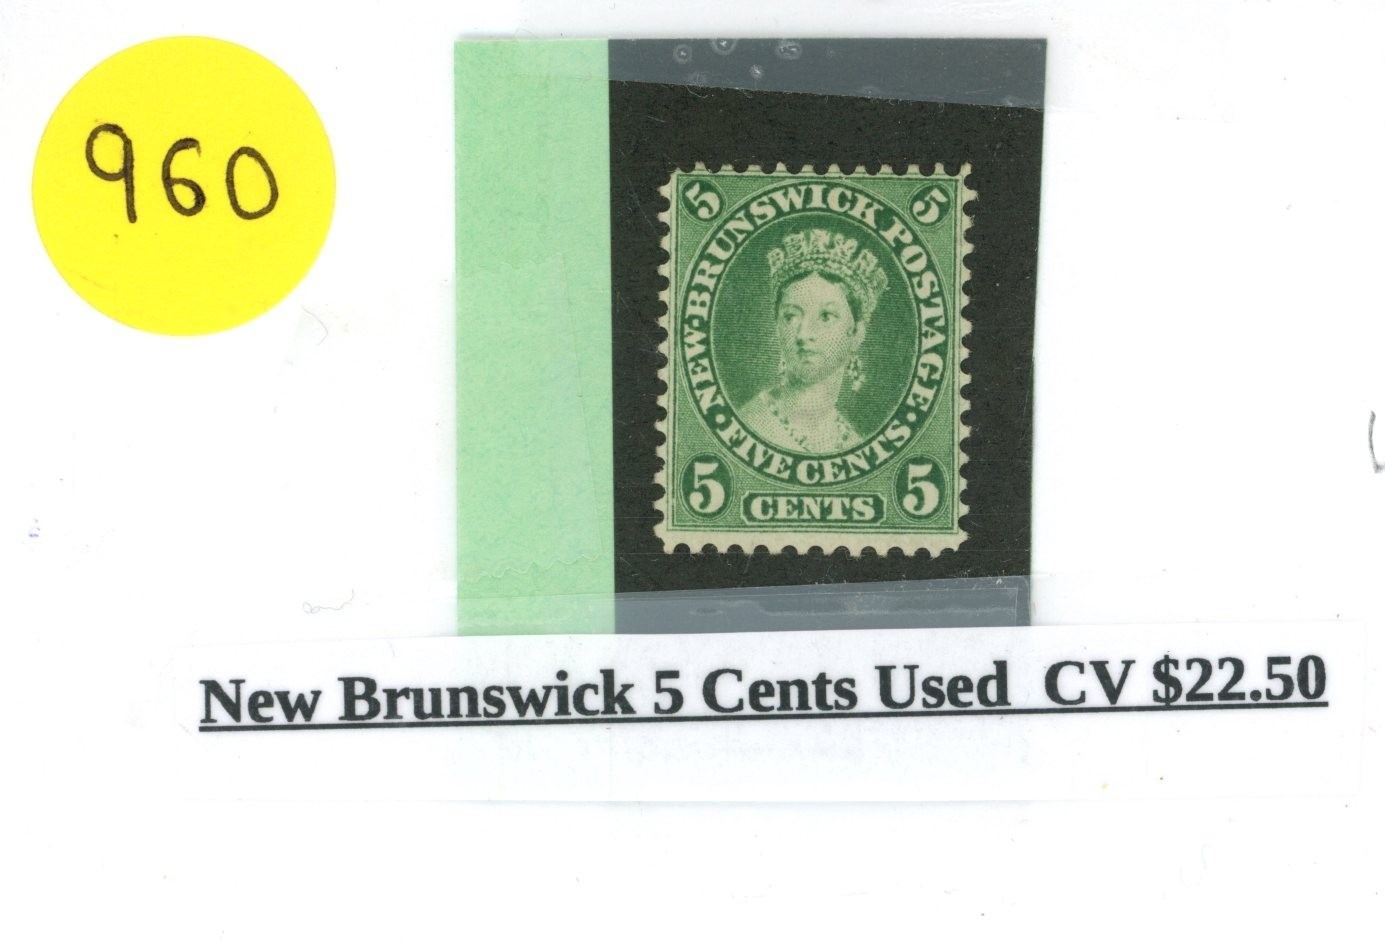 960
5 5
NEW BRUNSWICK POSTAGE
FIVE CENTS
5 CENTS 5
New Brunswick 5 Cents Used CV $22.50